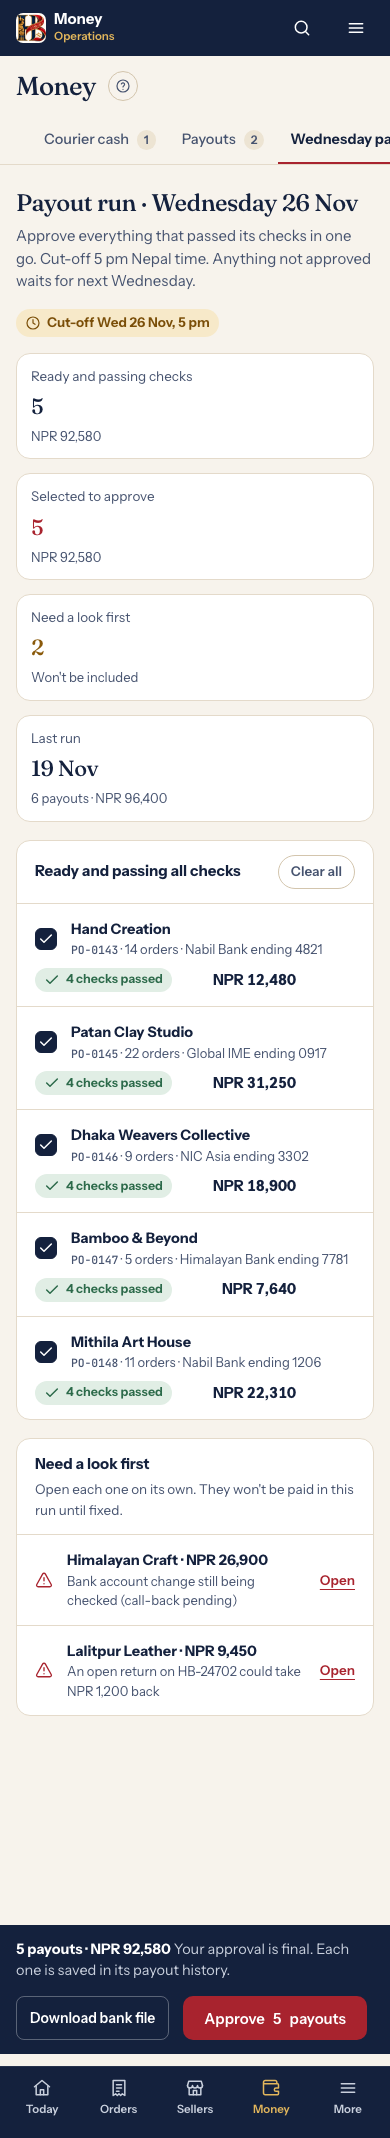 Money
Operations
Money
Courier cash 1 Payouts 2 Wednesday pa
Payout run · Wednesday 26 Nov
Approve everything that passed its checks in one
go. Cut-off 5 pm Nepal time. Anything not approved
waits for next Wednesday.
Cut-off Wed 26 Nov, 5 pm
Ready and passing checks
5
NPR 92,580
Selected to approve
5
NPR 92,580
Need a look first
2
Won't be included
Last run
19 Nov
6 payouts · NPR 96,400
Ready and passing all checks Clear all
Hand Creation
PO-0143 · 14 orders · Nabil Bank ending 4821
4 checks passed NPR 12,480
Patan Clay Studio
PO-0145 · 22 orders · Global IME ending 0917
4 checks passed NPR 31,250
Dhaka Weavers Collective
PO-0146 · 9 orders · NIC Asia ending 3302
4 checks passed NPR 18,900
Bamboo & Beyond
PO-0147 · 5 orders · Himalayan Bank ending 7781
4 checks passed NPR 7,640
Mithila Art House
PO-0148 · 11 orders · Nabil Bank ending 1206
4 checks passed NPR 22,310
Need a look first
Open each one on its own. They won't be paid in this
run until fixed.
Himalayan Craft · NPR 26,900
Bank account change still being
checked (call-back pending)
Open
Lalitpur Leather · NPR 9,450
An open return on HB-24702 could take
NPR 1,200 back
Open
5 payouts · NPR 92,580 Your approval is final. Each
one is saved in its payout history.
Download bank file Approve 5 payouts
Today Orders Sellers Money More